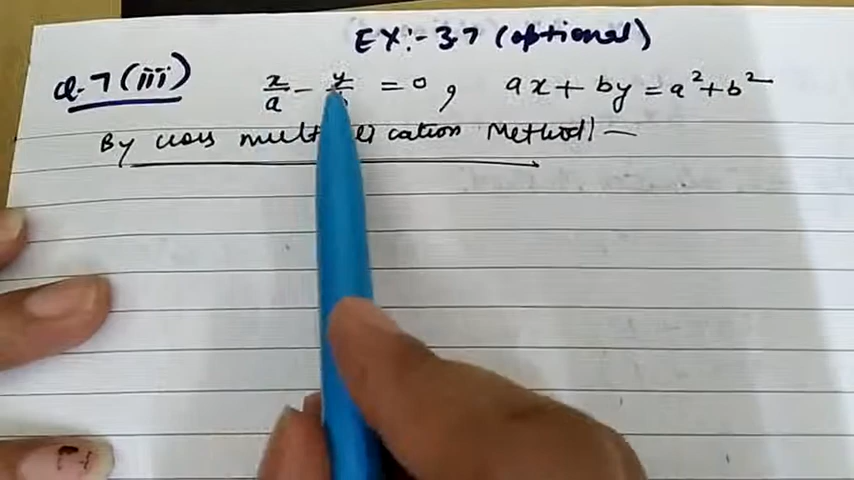 EX:- 3.7 (optional)
Q.7 (iii) x/a - y/b = 0, ax + by = a²+b²
By cross multiplication Method